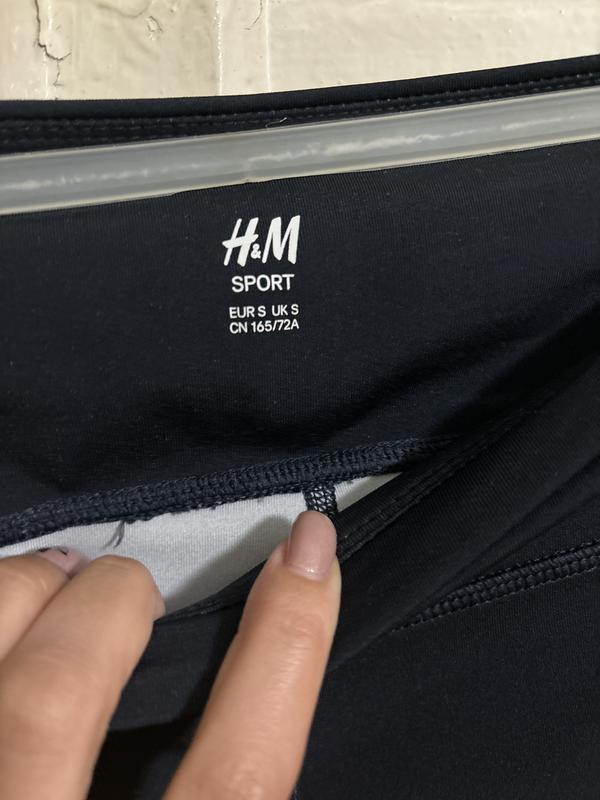 H&M
SPORT
EUR S UK S
CN 165/72A